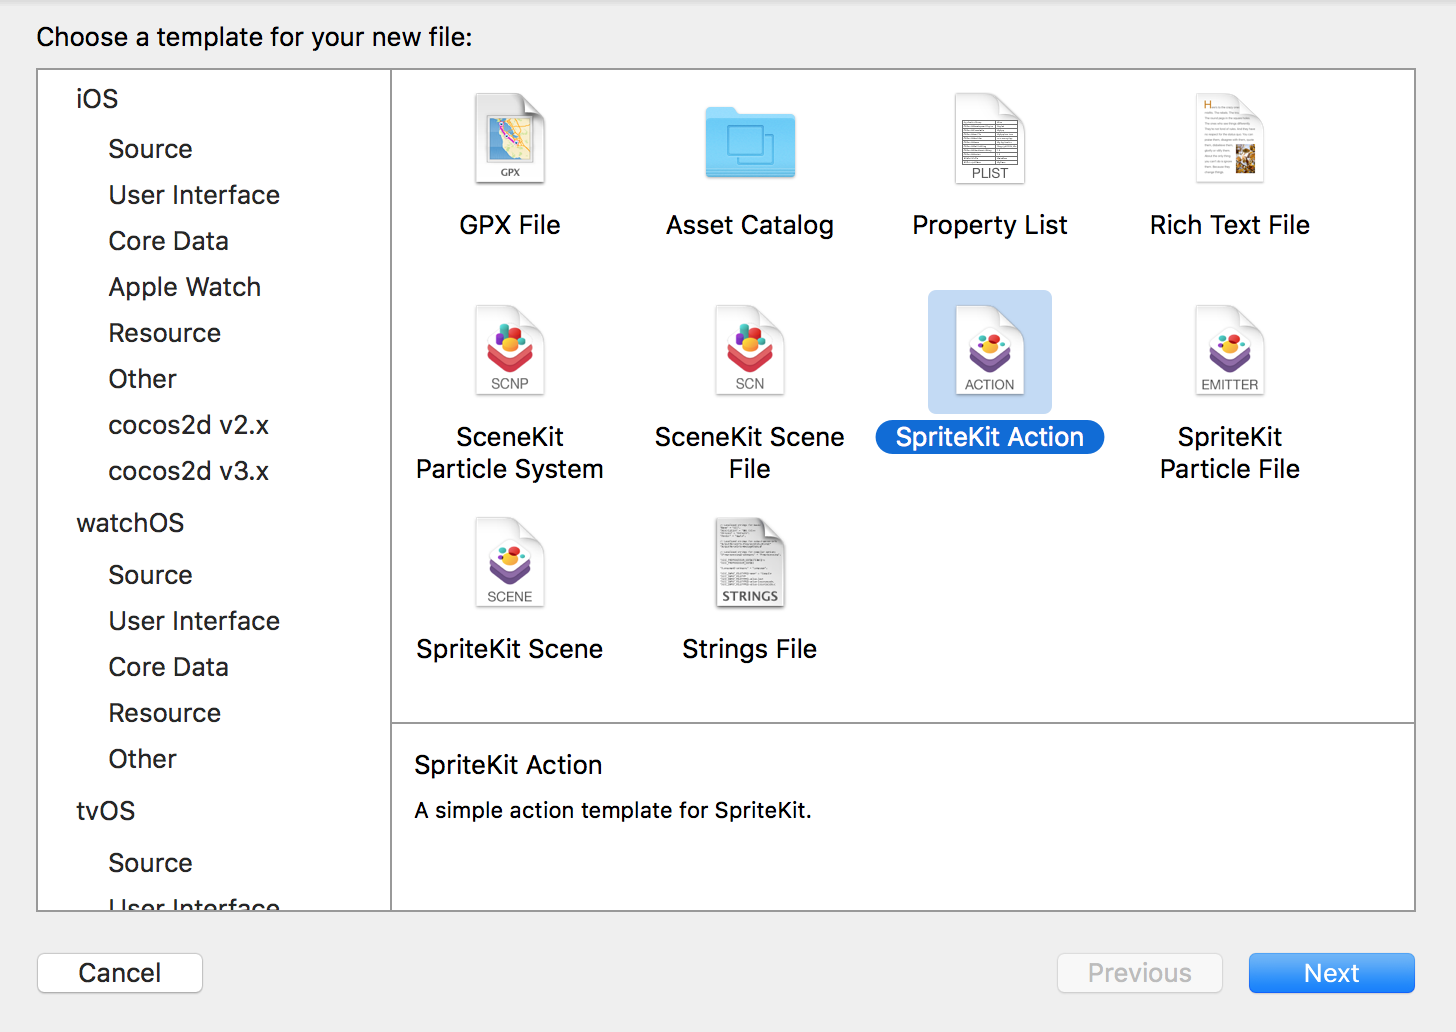 Choose a template for your new file:
iOS
Source
User Interface
Core Data
Apple Watch
Resource
Other
cocos2d v2.x
cocos2d v3.x
watchOS
Source
User Interface
Core Data
Resource
Other
tvOS
Source
User Interface
GPX
GPX File
Asset Catalog
PLIST
Property List
Rich Text File
SCNP
SceneKit
Particle System
SCN
SceneKit Scene
File
ACTION
SpriteKit Action
EMITTER
SpriteKit
Particle File
SCENE
SpriteKit Scene
STRINGS
Strings File
SpriteKit Action
A simple action template for SpriteKit.
Cancel
Previous
Next